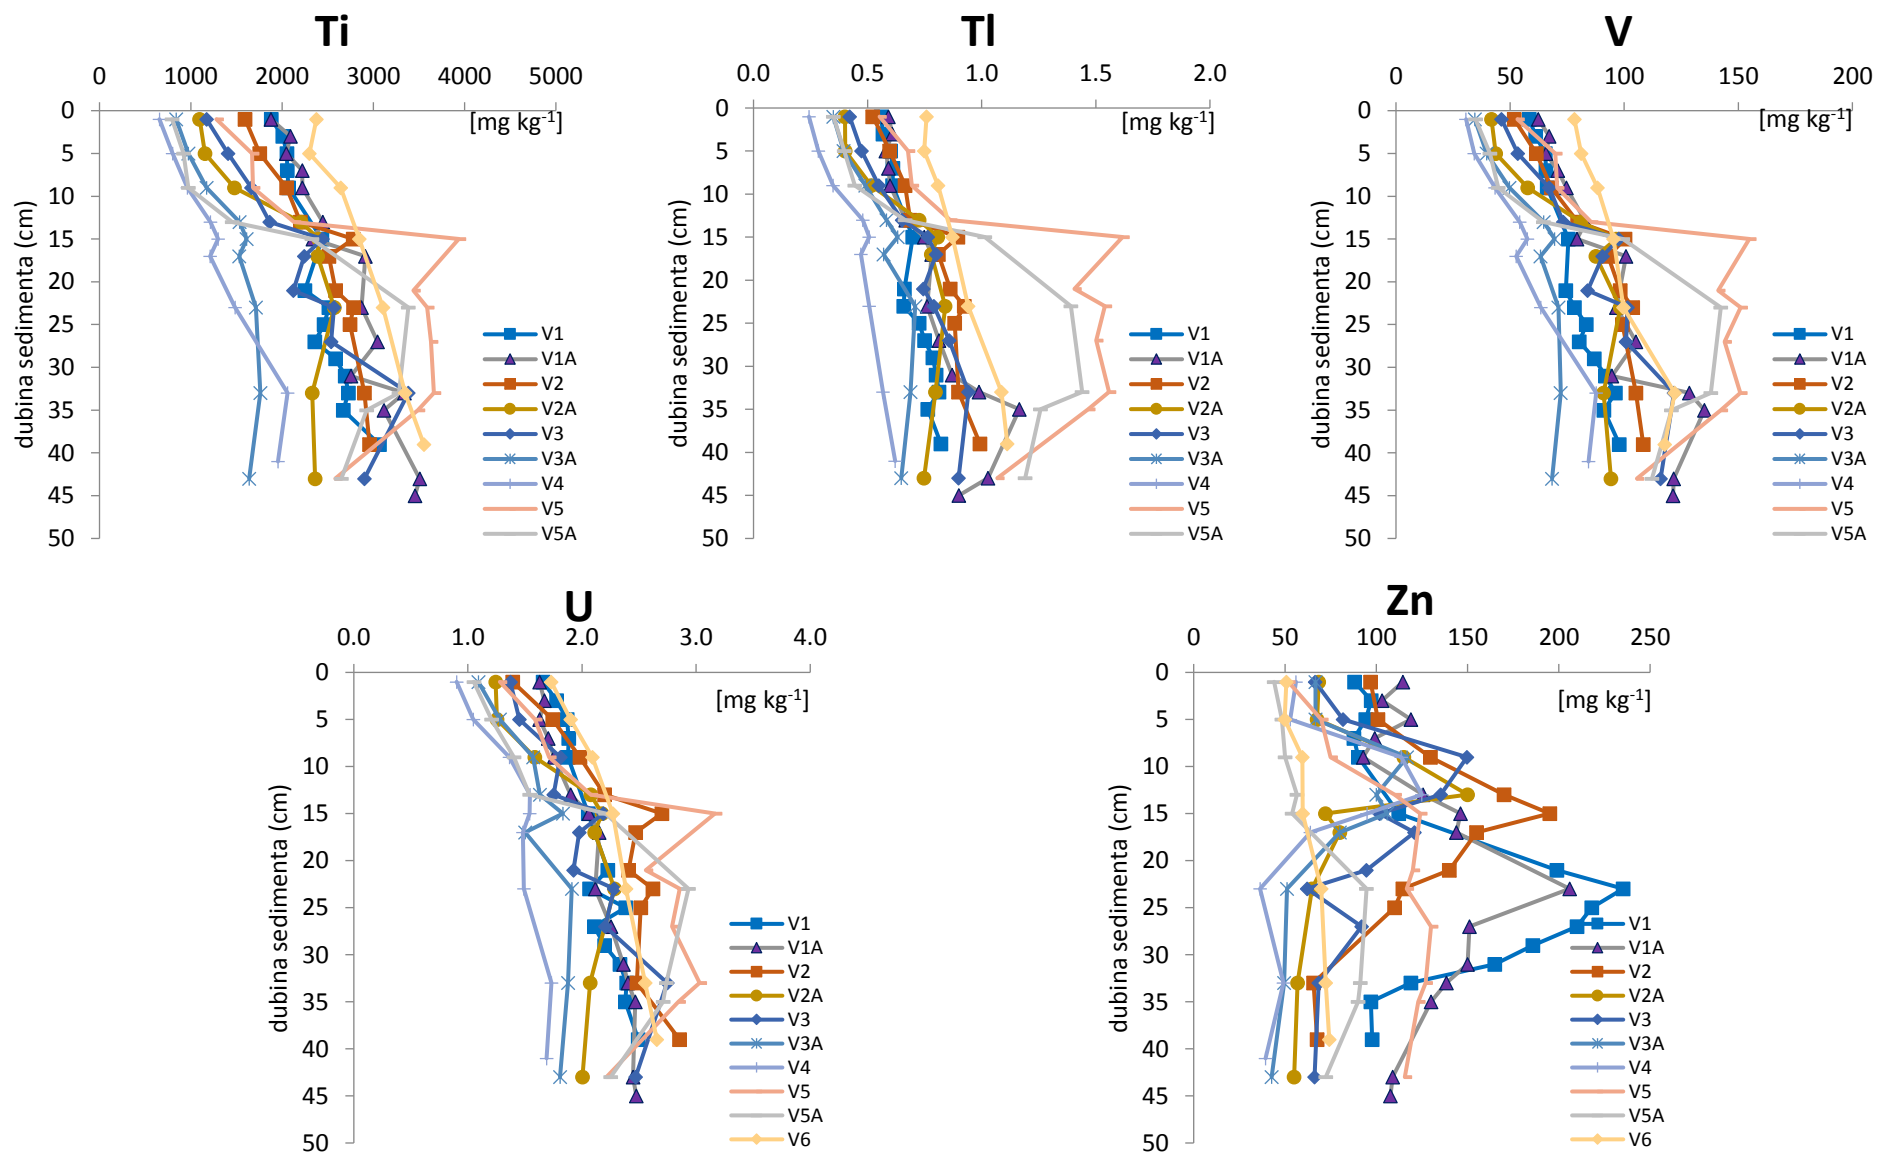 Ti
0 1000 2000 3000 4000 5000
[mg kg⁻¹]
dubina sedimenta (cm)
0
5
10
15
20
25
30
35
40
45
50
V1
V1A
V2
V2A
V3
V3A
V4
V5
V5A
Tl
0.0 0.5 1.0 1.5 2.0
[mg kg⁻¹]
dubina sedimenta (cm)
0
5
10
15
20
25
30
35
40
45
50
V1
V1A
V2
V2A
V3
V3A
V4
V5
V5A
V
0 50 100 150 200
[mg kg⁻¹]
dubina sedimenta (cm)
0
5
10
15
20
25
30
35
40
45
50
V1
V1A
V2
V2A
V3
V3A
V4
V5
V5A
U
0.0 1.0 2.0 3.0 4.0
[mg kg⁻¹]
dubina sedimenta (cm)
0
5
10
15
20
25
30
35
40
45
50
V1
V1A
V2
V2A
V3
V3A
V4
V5
V5A
V6
Zn
0 50 100 150 200 250
[mg kg⁻¹]
dubina sedimenta (cm)
0
5
10
15
20
25
30
35
40
45
50
V1
V1A
V2
V2A
V3
V3A
V4
V5
V5A
V6